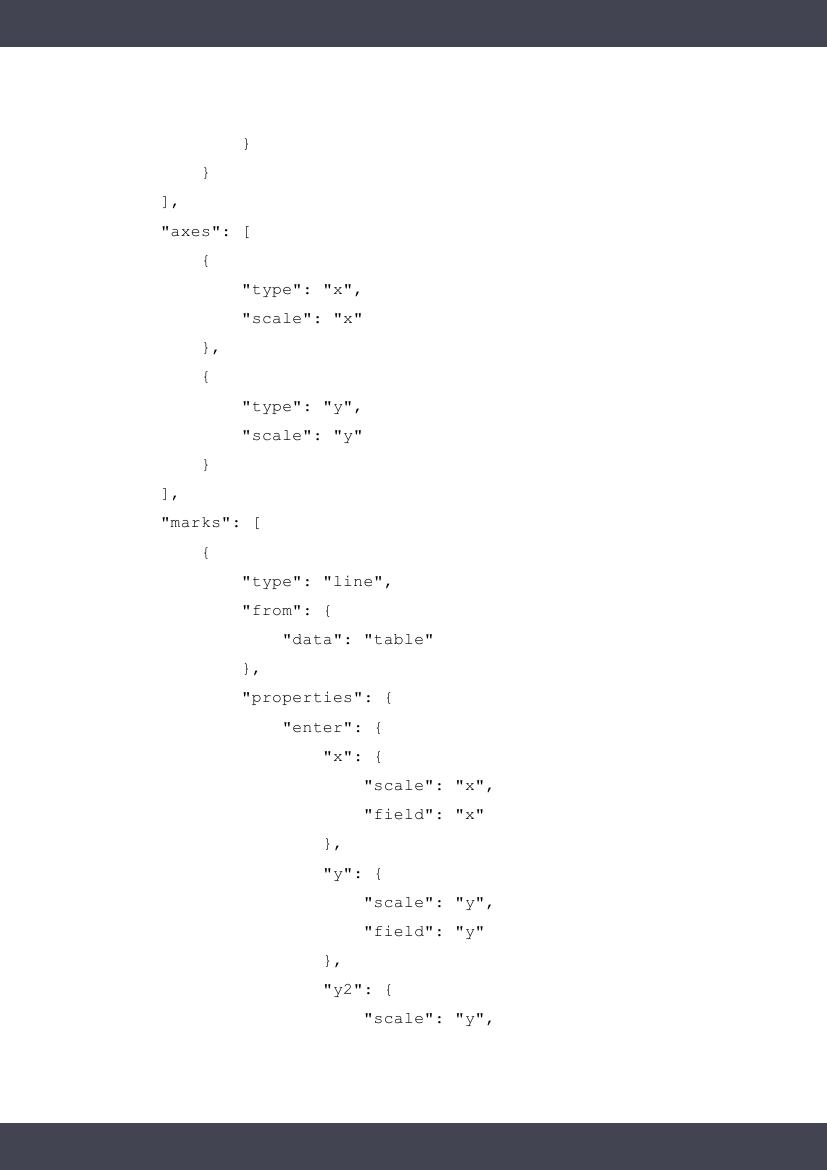 }
    }
],
"axes": [
    {
        "type": "x",
        "scale": "x"
    },
    {
        "type": "y",
        "scale": "y"
    }
],
"marks": [
    {
        "type": "line",
        "from": {
            "data": "table"
        },
        "properties": {
            "enter": {
                "x": {
                    "scale": "x",
                    "field": "x"
                },
                "y": {
                    "scale": "y",
                    "field": "y"
                },
                "y2": {
                    "scale": "y",